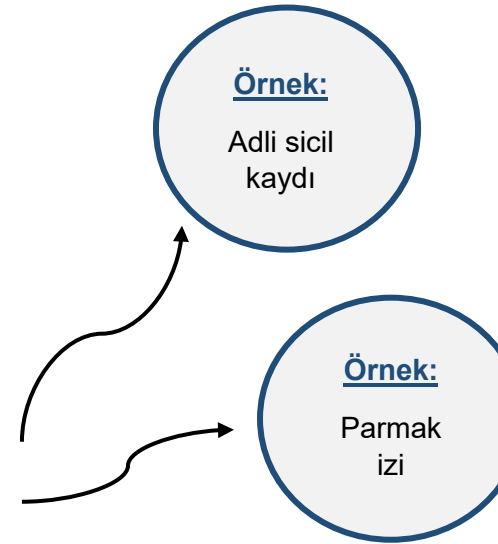 Örnek:
Adli sicil
kaydı
Örnek:
Parmak
izi